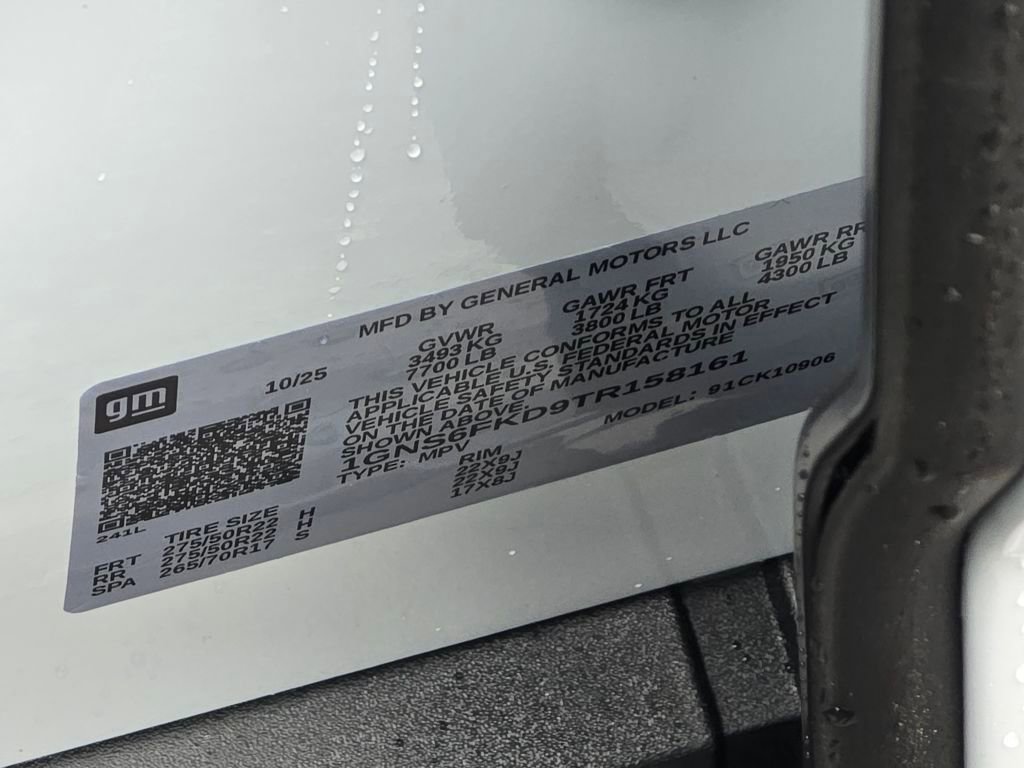 gm
10/25
MFD BY GENERAL MOTORS LLC
GVWR GAWR FRT GAWR RR
3493 KG 1724 KG 1950 KG
7700 LB 3800 LB 4300 LB
THIS VEHICLE CONFORMS TO ALL
APPLICABLE U.S. FEDERAL MOTOR
VEHICLE SAFETY STANDARDS IN EFFECT
ON THE DATE OF MANUFACTURE
SHOWN ABOVE.
1GNS6FKD9TR158161
TYPE: MPV MODEL: 91CK10906
241L
TIRE SIZE RIM
FRT 275/50R22 H 22X9J
RR 275/50R22 H 22X9J
SPA 265/70R17 S 17X8J